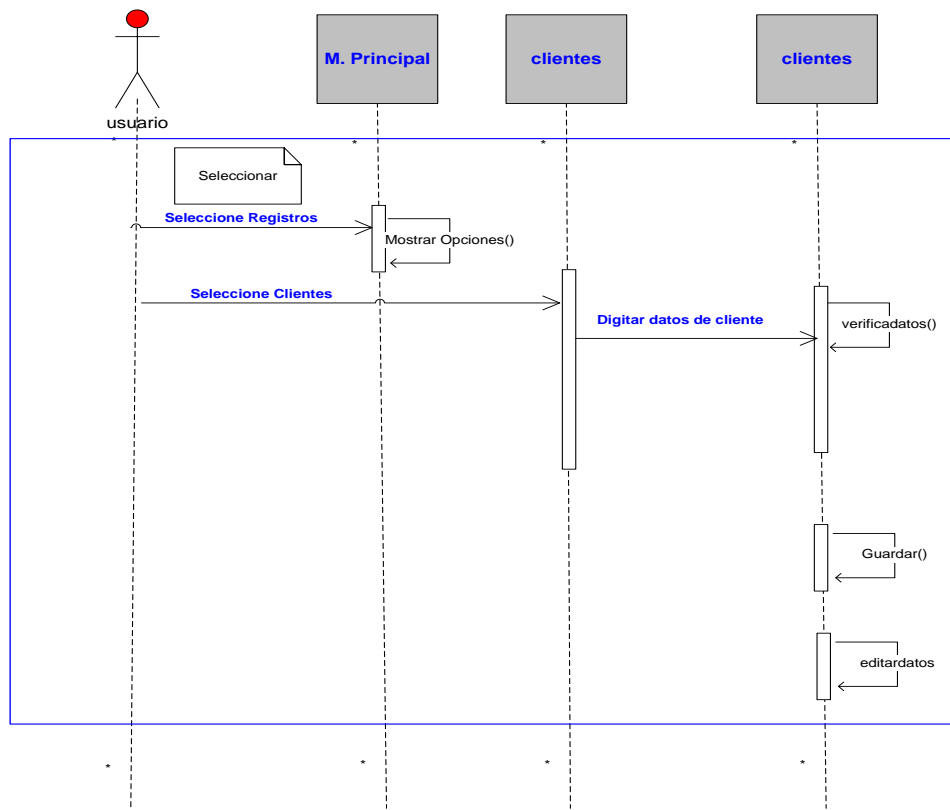 M. Principal
clientes
clientes
usuario
* * * *
Seleccionar
Seleccione Registros
Mostrar Opciones()
Seleccione Clientes
Digitar datos de cliente
verificadatos()
Guardar()
editardatos
* * * *